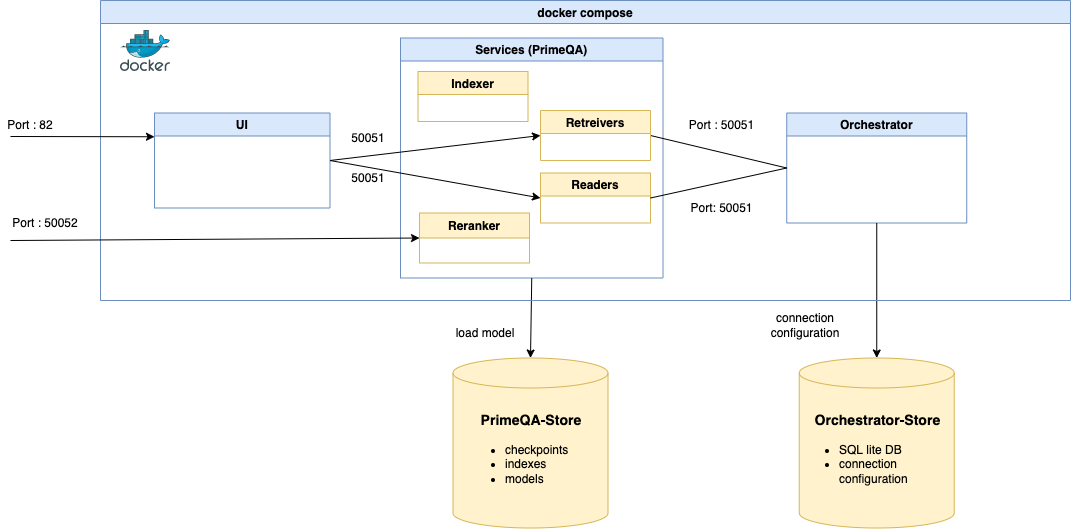 docker compose
docker
Services (PrimeQA)
Indexer
Port : 82
UI
50051
50051
Retreivers
Readers
Port : 50051
Port: 50051
Orchestrator
Port : 50052
Reranker
load model
connection
configuration
PrimeQA-Store
• checkpoints
• indexes
• models
Orchestrator-Store
• SQL lite DB
• connection
configuration